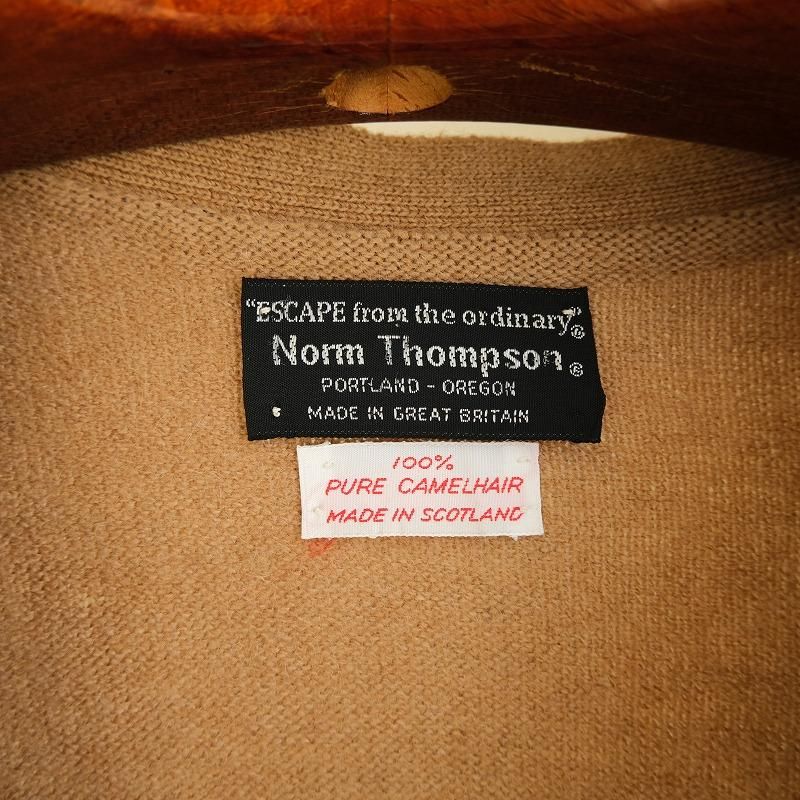 “ESCAPE from the ordinary”®
Norm Thompson®
PORTLAND - OREGON
MADE IN GREAT BRITAIN
100%
PURE CAMELHAIR
MADE IN SCOTLAND